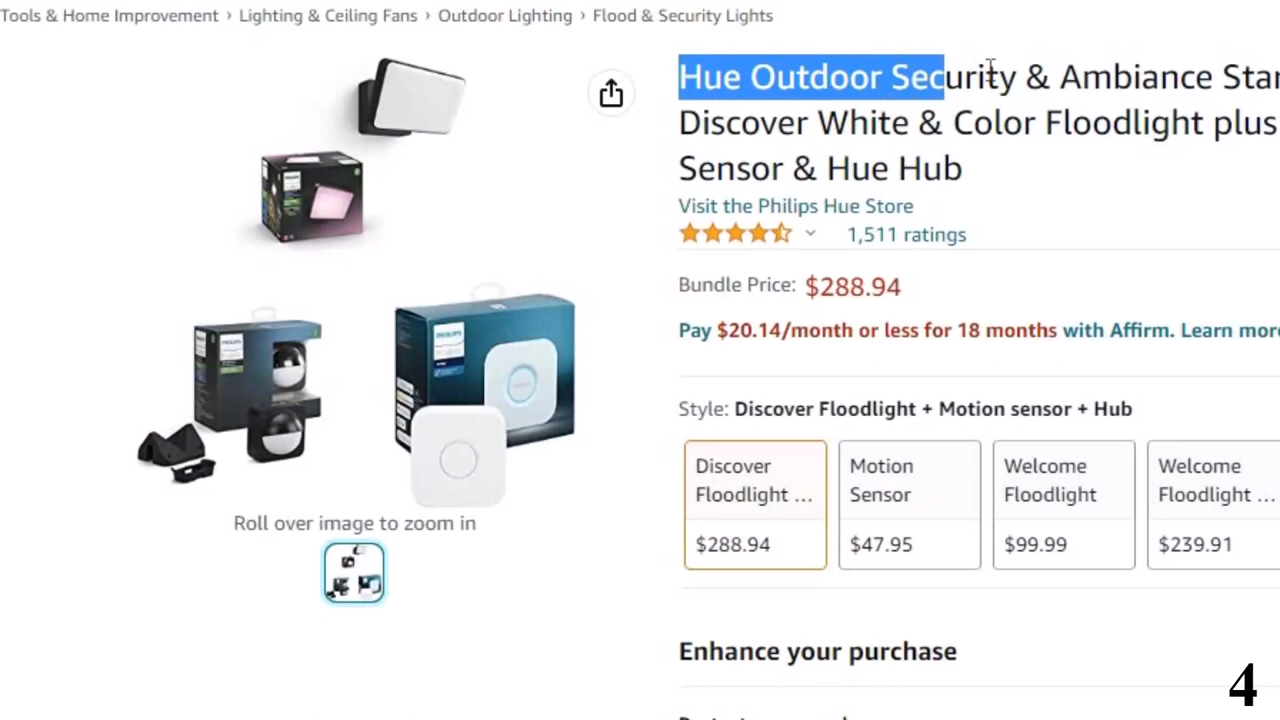 Tools & Home Improvement › Lighting & Ceiling Fans › Outdoor Lighting › Flood & Security Lights
Hue Outdoor Security & Ambiance Star
Discover White & Color Floodlight plus
Sensor & Hue Hub
Visit the Philips Hue Store
1,511 ratings
Bundle Price: $288.94
Pay $20.14/month or less for 18 months with Affirm. Learn more
Style: Discover Floodlight + Motion sensor + Hub
Discover Floodlight ...
$288.94
Motion Sensor
$47.95
Welcome Floodlight
$99.99
Welcome Floodlight ...
$239.91
PHILIPS
Roll over image to zoom in
Enhance your purchase
4